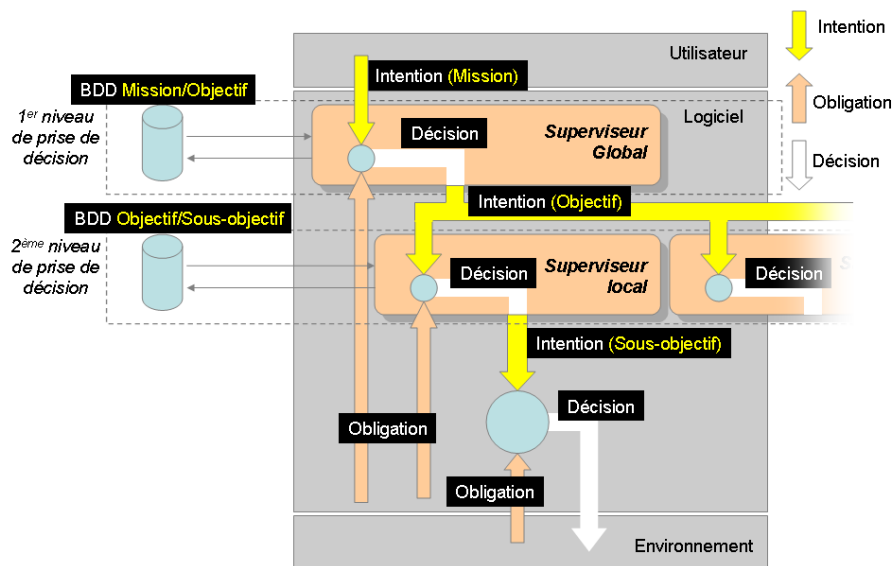 Utilisateur
Intention
Intention (Mission)
BDD Mission/Objectif
Obligation
1er niveau
de prise de
décision
Logiciel
Décision
Superviseur
Global
Décision
Intention (Objectif)
BDD Objectif/Sous-objectif
2ème niveau
de prise de
décision
Décision
Superviseur
local
Décision
Intention (Sous-objectif)
Décision
Obligation
Obligation
Environnement